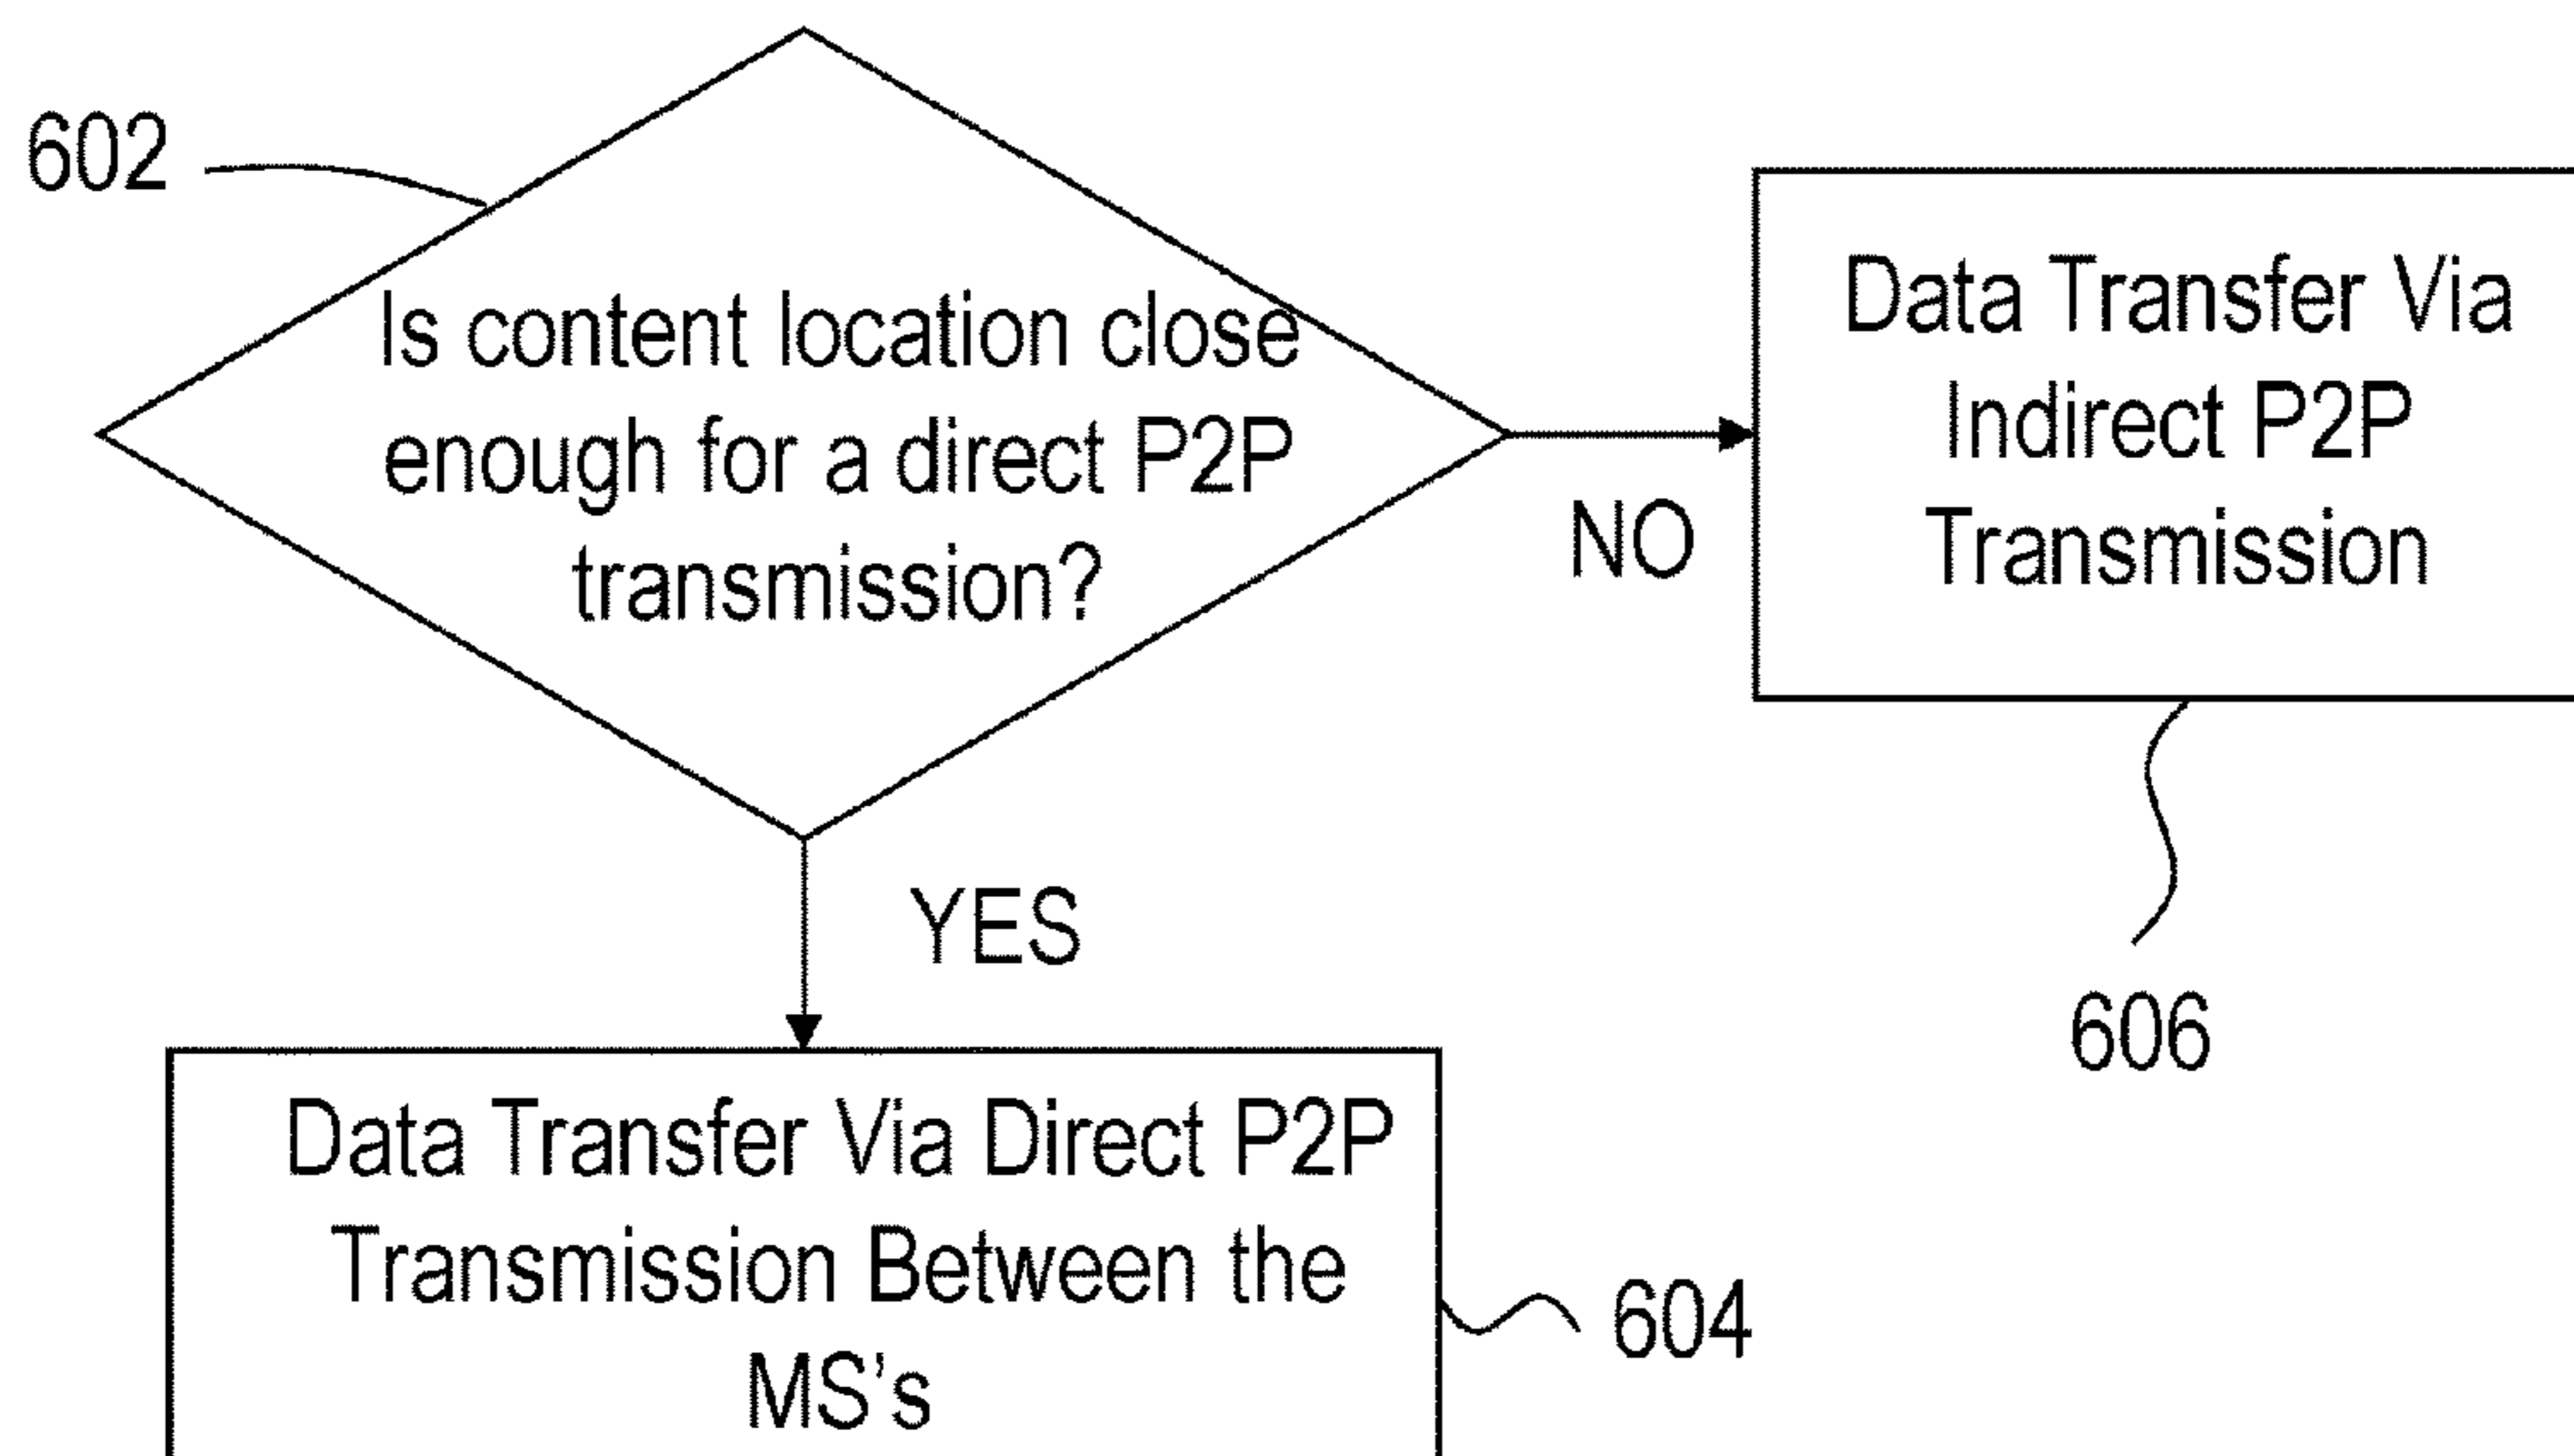 602
Is content location close
enough for a direct P2P
transmission?
NO
Data Transfer Via
Indirect P2P
Transmission
606
YES
Data Transfer Via Direct P2P
Transmission Between the
MS's
604